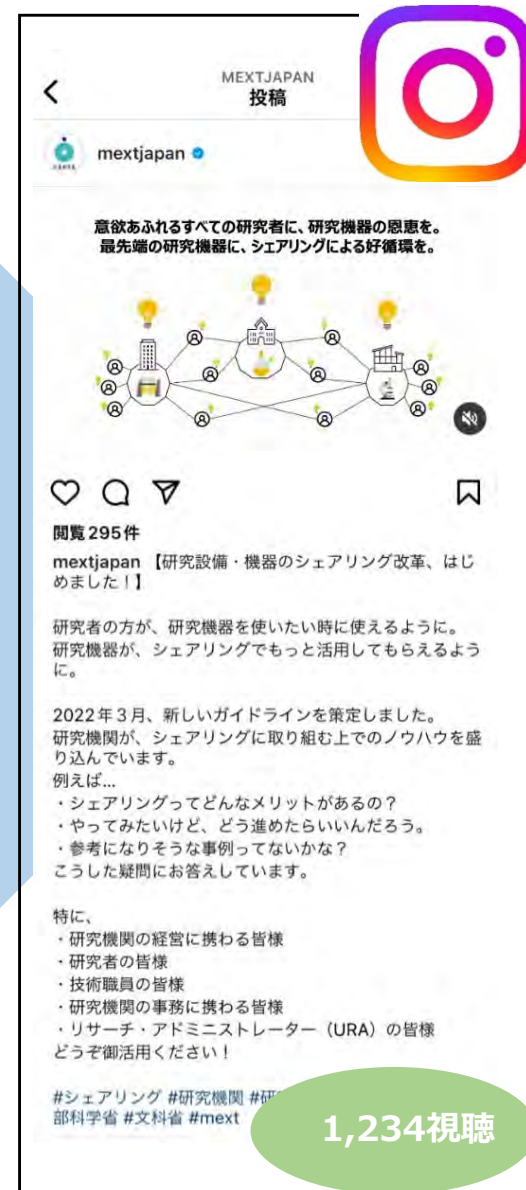 MEXTJAPAN
投稿
mextjapan
意欲あふれるすべての研究者に、研究機器の恩恵を。
最先端の研究機器に、シェアリングによる好循環を。
閲覧295件
mextjapan 【研究設備・機器のシェアリング改革、はじ
めました！】
研究者の方が、研究機器を使いたい時に使えるように。
研究機器が、シェアリングでもっと活用してもらえるよう
に。
2022年３月、新しいガイドラインを策定しました。
研究機関が、シェアリングに取り組む上でのノウハウを盛
り込んでいます。
例えば...
・シェアリングってどんなメリットがあるの？
・やってみたいけど、どう進めたらいいんだろう。
・参考になりそうな事例ってないかな？
こうした疑問にお答えしています。
特に、
・研究機関の経営に携わる皆様
・研究者の皆様
・技術職員の皆様
・研究機関の事務に携わる皆様
・リサーチ・アドミニストレーター（URA）の皆様
どうぞ御活用ください！
#シェアリング #研究機関 #研
部科学省 #文科省 #mext
1,234視聴